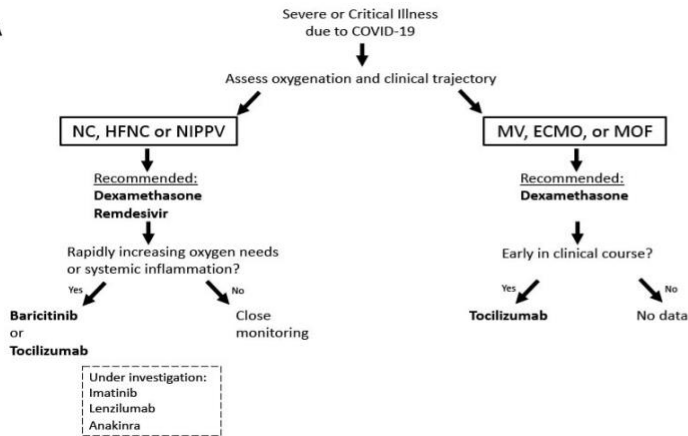 A
Severe or Critical Illness
due to COVID-19
Assess oxygenation and clinical trajectory
NC, HFNC or NIPPV
Recommended:
Dexamethasone
Remdesivir
Rapidly increasing oxygen needs
or systemic inflammation?
Yes
No
Baricitinib
or
Tocilizumab
Close
monitoring
Under investigation:
Imatinib
Lenzilumab
Anakinra
MV, ECMO, or MOF
Recommended:
Dexamethasone
Early in clinical course?
Yes
No
Tocilizumab
No data